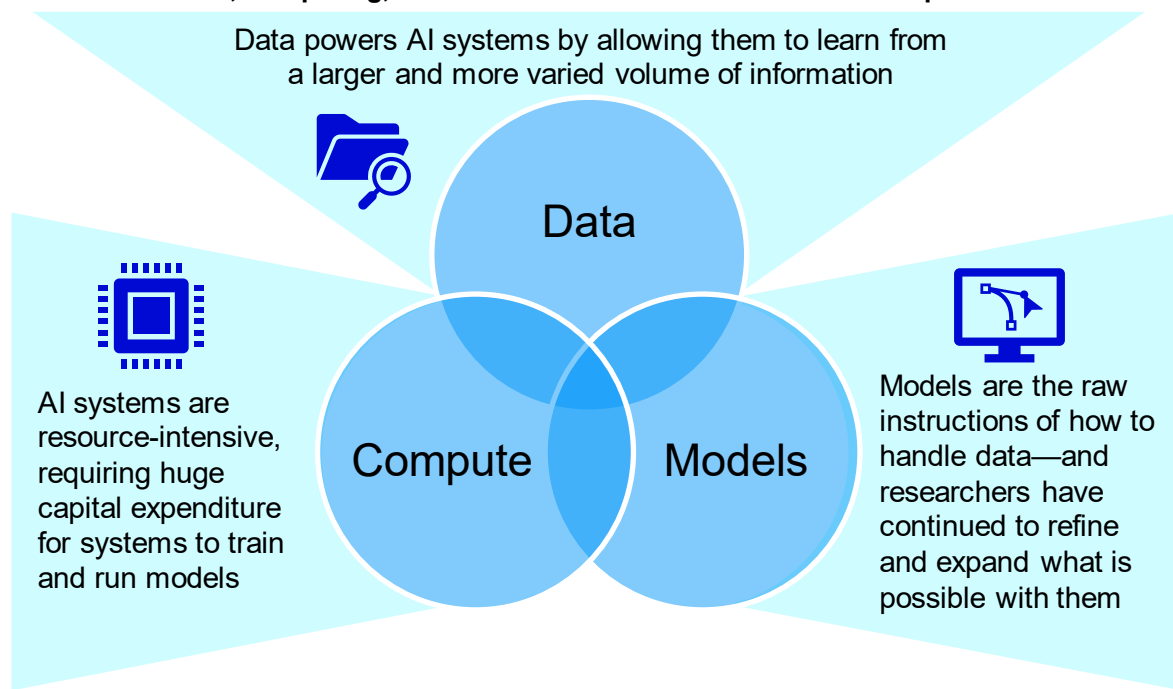 Data powers AI systems by allowing them to learn from
a larger and more varied volume of information
Data
AI systems are
resource-intensive,
requiring huge
capital expenditure
for systems to train
and run models
Compute
Models
Models are the raw
instructions of how to
handle data—and
researchers have
continued to refine
and expand what is
possible with them